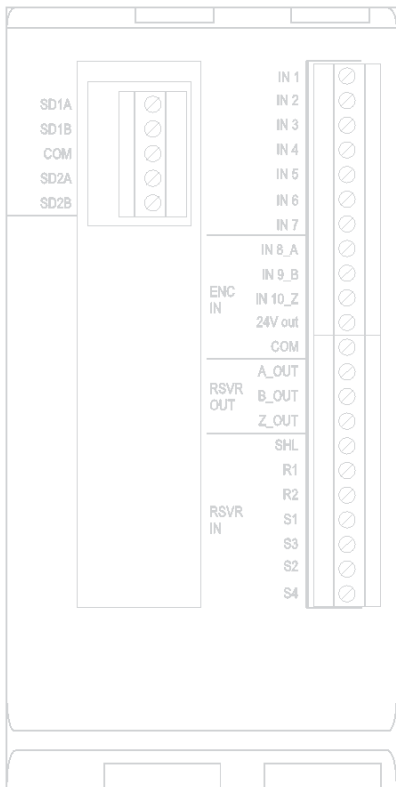 SD1A
SD1B
COM
SD2A
SD2B
IN 1
IN 2
IN 3
IN 4
IN 5
IN 6
IN 7
ENC
IN
IN 8_A
IN 9_B
IN 10_Z
24V out
COM
RSVR
OUT
A_OUT
B_OUT
Z_OUT
RSVR
IN
SHL
R1
R2
S1
S3
S2
S4